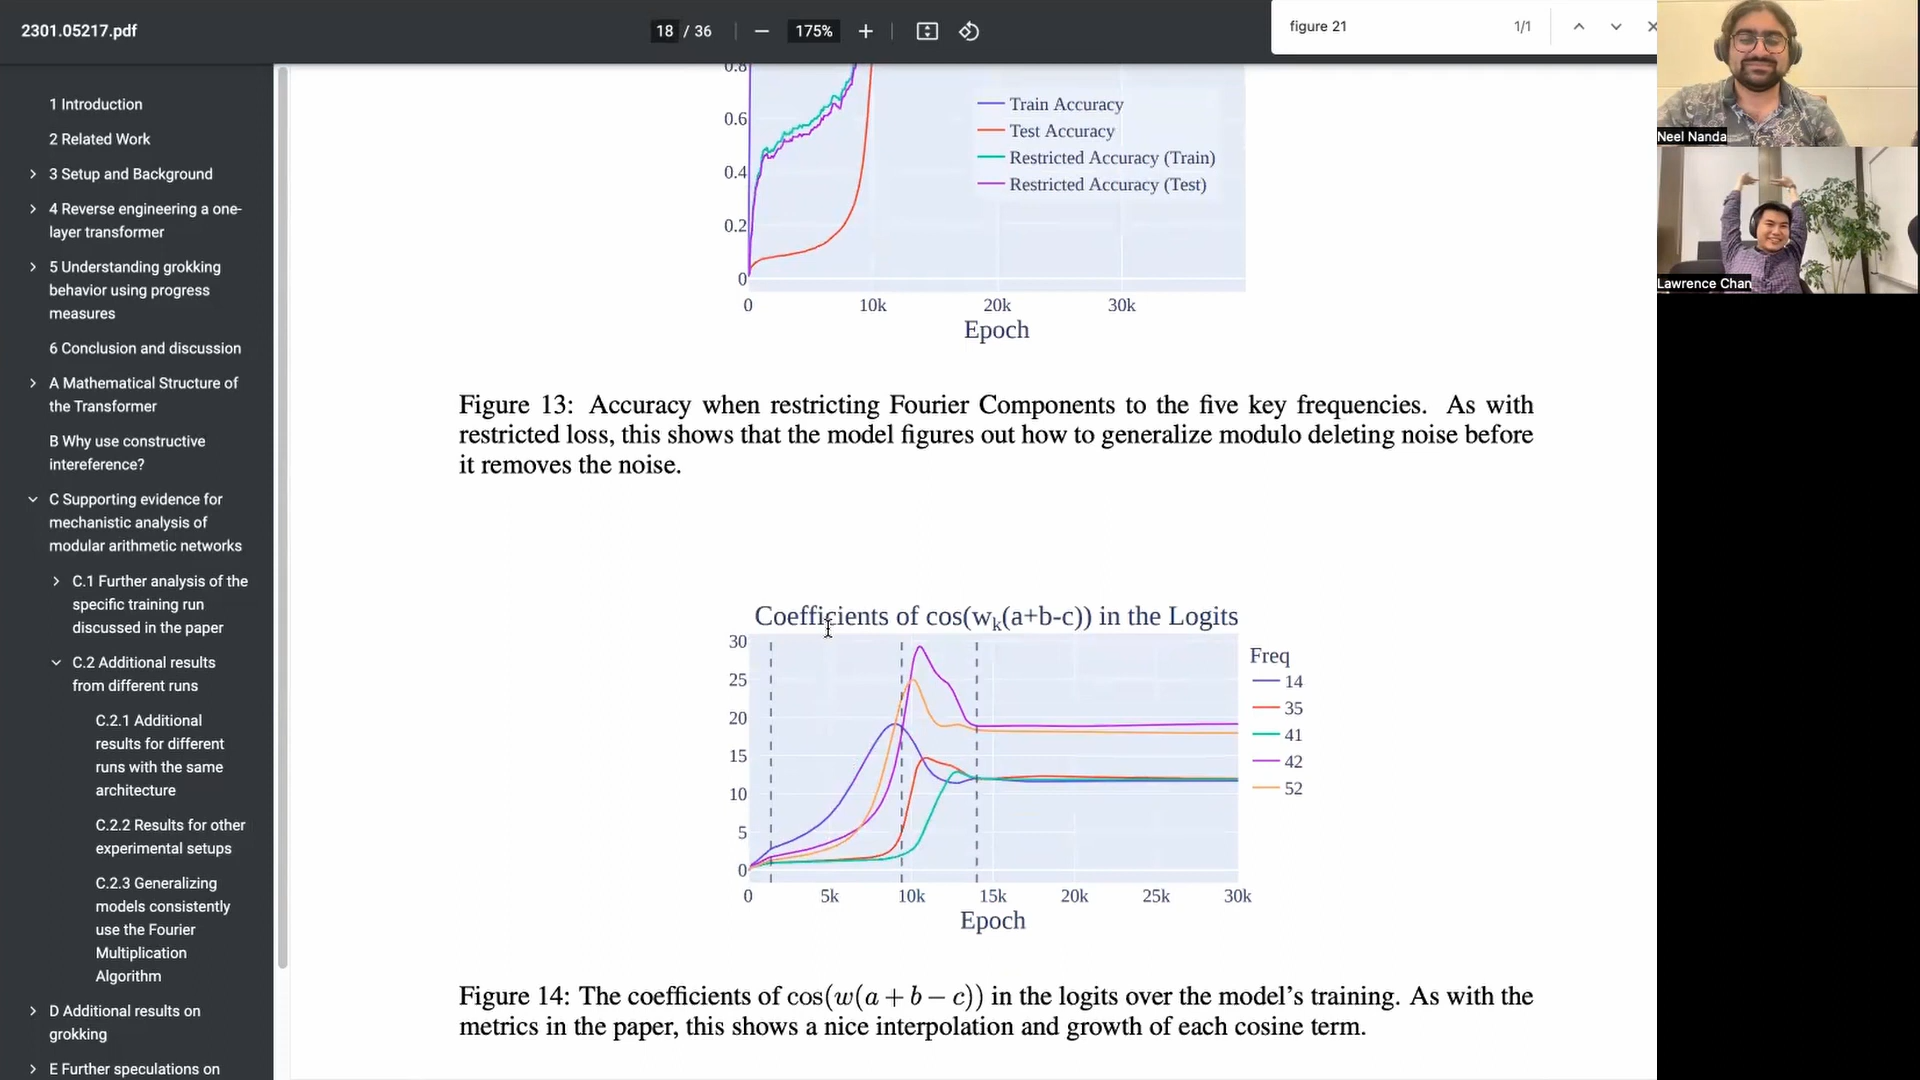 2301.05217.pdf
18 / 36
175%
figure 21
1/1
1 Introduction
2 Related Work
3 Setup and Background
4 Reverse engineering a one-
layer transformer
5 Understanding grokking
behavior using progress
measures
6 Conclusion and discussion
A Mathematical Structure of
the Transformer
B Why use constructive
intereference?
C Supporting evidence for
mechanistic analysis of
modular arithmetic networks
C.1 Further analysis of the
specific training run
discussed in the paper
C.2 Additional results
from different runs
C.2.1 Additional
results for different
runs with the same
architecture
C.2.2 Results for other
experimental setups
C.2.3 Generalizing
models consistently
use the Fourier
Multiplication
Algorithm
D Additional results on
grokking
E Further speculations on
0.8
0.6
0.4
0.2
0
0 10k 20k 30k
Epoch
Train Accuracy
Test Accuracy
Restricted Accuracy (Train)
Restricted Accuracy (Test)
Figure 13: Accuracy when restricting Fourier Components to the five key frequencies. As with
restricted loss, this shows that the model figures out how to generalize modulo deleting noise before
it removes the noise.
Coefficients of cos(wk(a+b-c)) in the Logits
30
25
20
15
10
5
0
0 5k 10k 15k 20k 25k 30k
Epoch
Freq
14
35
41
42
52
Figure 14: The coefficients of cos(w(a + b − c)) in the logits over the model's training. As with the
metrics in the paper, this shows a nice interpolation and growth of each cosine term.
Neel Nanda
Lawrence Chan